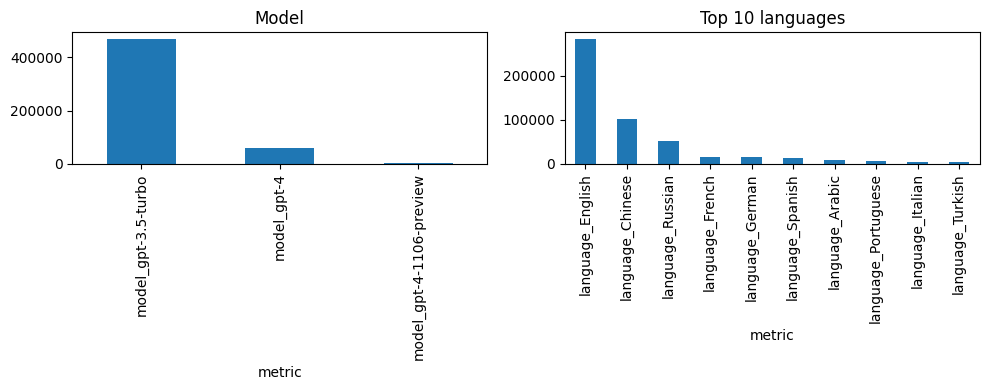 Model
400000
200000
0
model_gpt-3.5-turbo
model_gpt-4
model_gpt-4-1106-preview
metric
Top 10 languages
200000
100000
0
language_English
language_Chinese
language_Russian
language_French
language_German
language_Spanish
language_Arabic
language_Portuguese
language_Italian
language_Turkish
metric